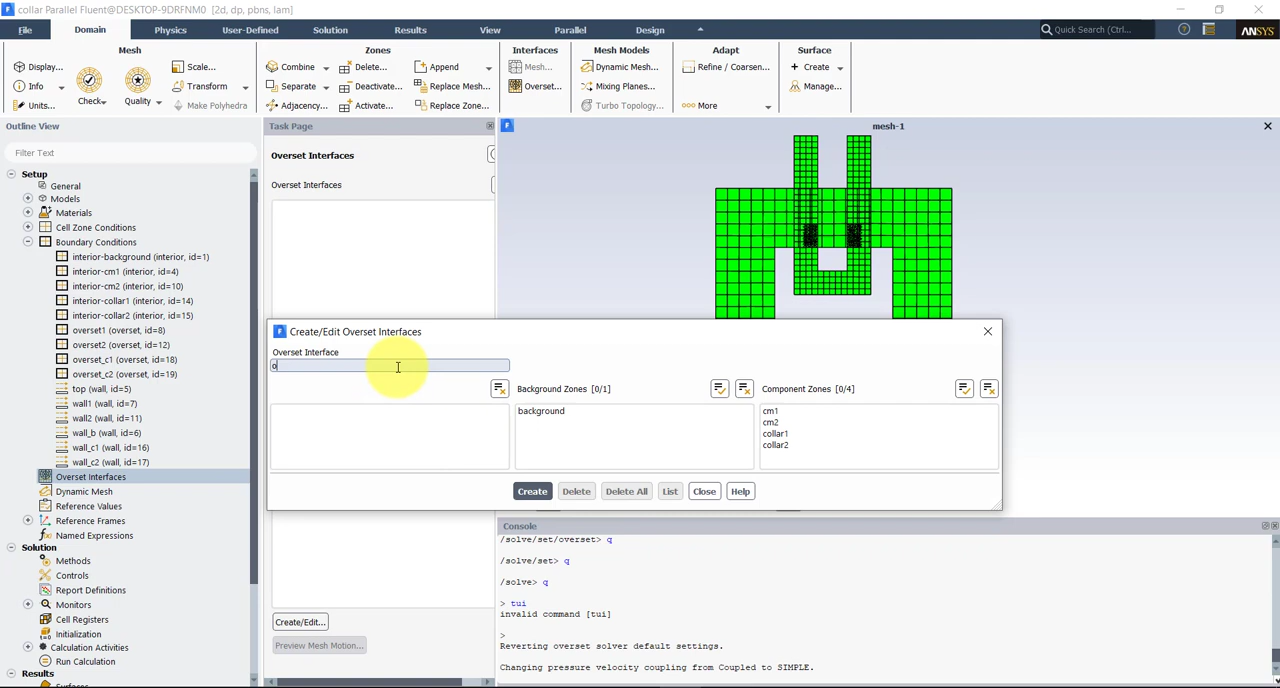 collar Parallel Fluent@DESKTOP-9DRFNM0 [2d, dp, pbns, lam]
File Domain Physics User-Defined Solution Results View Parallel Design Quick Search (Ctrl... ANSYS
Mesh Zones Interfaces Mesh Models Adapt Surface
Display... Scale... Combine Delete... Append Mesh... Dynamic Mesh... Refine / Coarsen... Create
Info Transform Separate Deactivate... Replace Mesh... Overset... Mixing Planes... Manage...
Units... Check Quality Make Polyhedra Adjacency... Activate... Replace Zone... Turbo Topology... More
Outline View
Filter Text
Setup
General
Models
Materials
Cell Zone Conditions
Boundary Conditions
interior-background (interior, id=1)
interior-cm1 (interior, id=4)
interior-cm2 (interior, id=10)
interior-collar1 (interior, id=14)
interior-collar2 (interior, id=15)
overset1 (overset, id=8)
overset2 (overset, id=12)
overset_c1 (overset, id=18)
overset_c2 (overset, id=19)
top (wall, id=5)
wall1 (wall, id=7)
wall2 (wall, id=11)
wall_b (wall, id=6)
wall_c1 (wall, id=16)
wall_c2 (wall, id=17)
Overset Interfaces
Dynamic Mesh
Reference Values
Reference Frames
Named Expressions
Solution
Methods
Controls
Report Definitions
Monitors
Cell Registers
Initialization
Calculation Activities
Run Calculation
Results
Surfaces
Task Page
Overset Interfaces
Overset Interfaces
Create/Edit...
Preview Mesh Motion...
mesh-1
Create/Edit Overset Interfaces
Overset Interface
o
Background Zones [0/1]
background
Component Zones [0/4]
cm1
cm2
collar1
collar2
Create Delete Delete All List Close Help
Console
/solve/set/overset> q
/solve/set> q
/solve> q
> tui
invalid command [tui]
>
Reverting overset solver default settings.
Changing pressure velocity coupling from Coupled to SIMPLE.